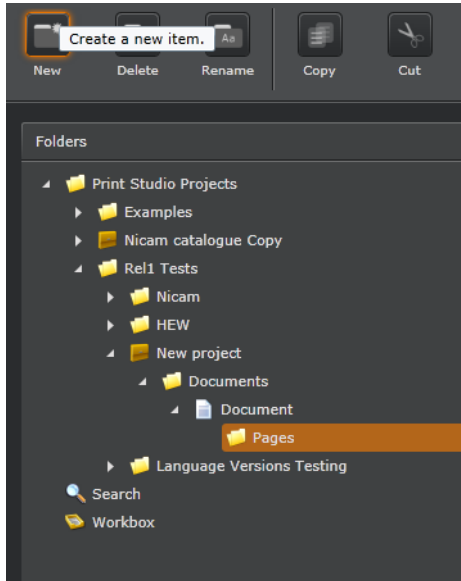 Create a new item.
Aa
New Delete Rename Copy Cut
Folders
Print Studio Projects
Examples
Nicam catalogue Copy
Rel1 Tests
Nicam
HEW
New project
Documents
Document
Pages
Language Versions Testing
Search
Workbox